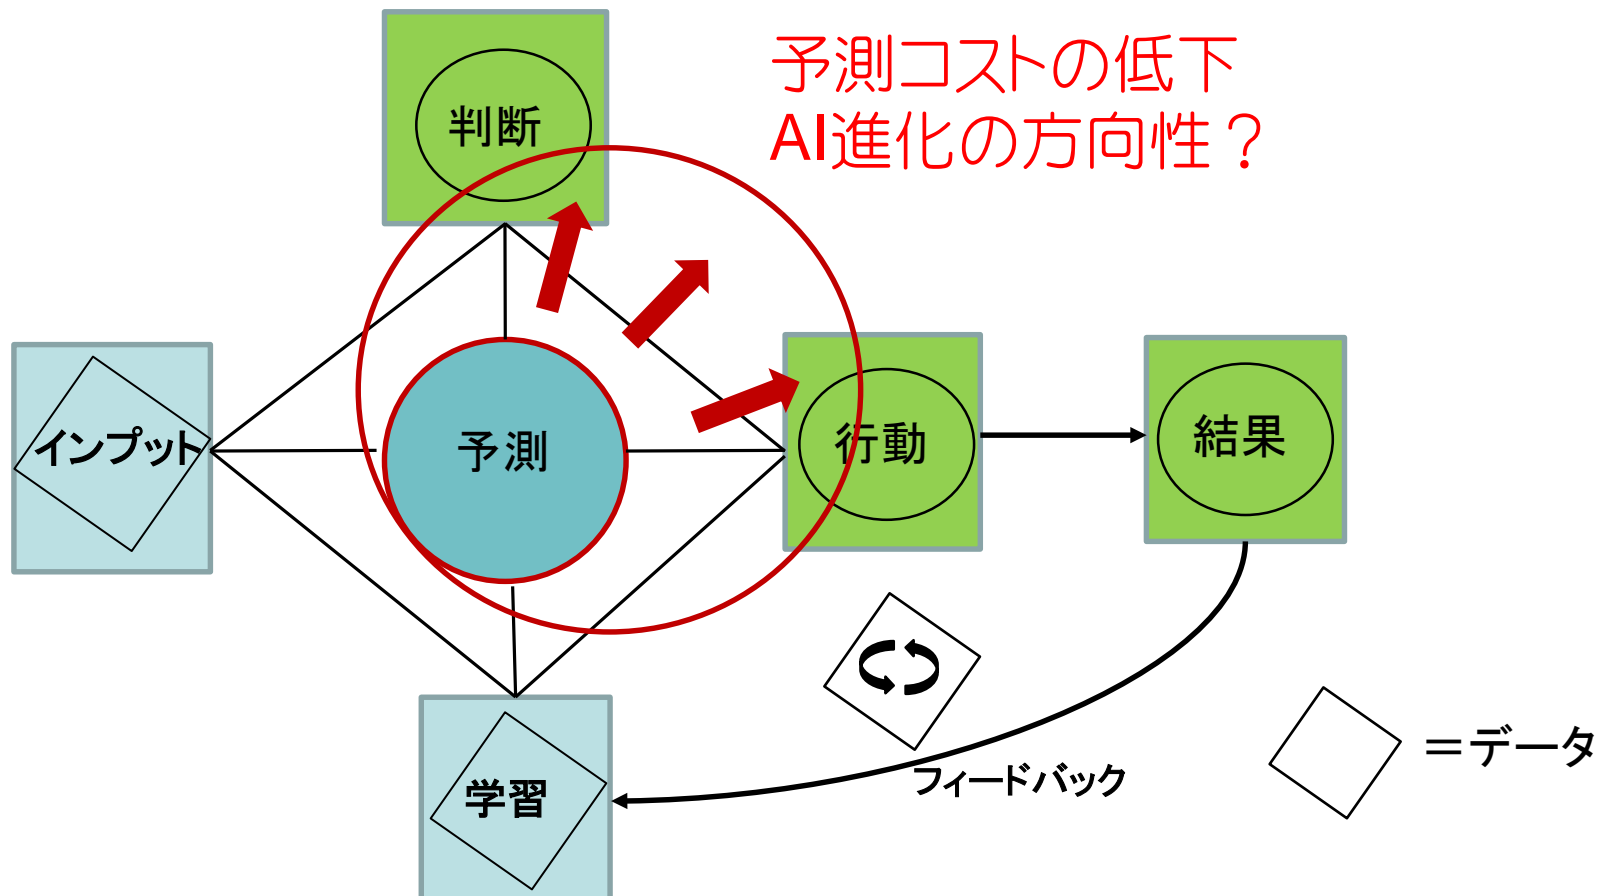 予測コストの低下
AI進化の方向性？
判断
インプット
予測
行動
結果
学習
フィードバック
＝データ